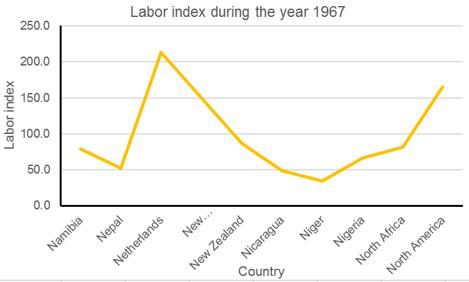 Labor index during the year 1967
250.0
200.0
150.0
100.0
50.0
0.0
Labor index
Namibia
Nepal
Netherlands
New...
New Zealand
Nicaragua
Niger
Nigeria
North Africa
North America
Country